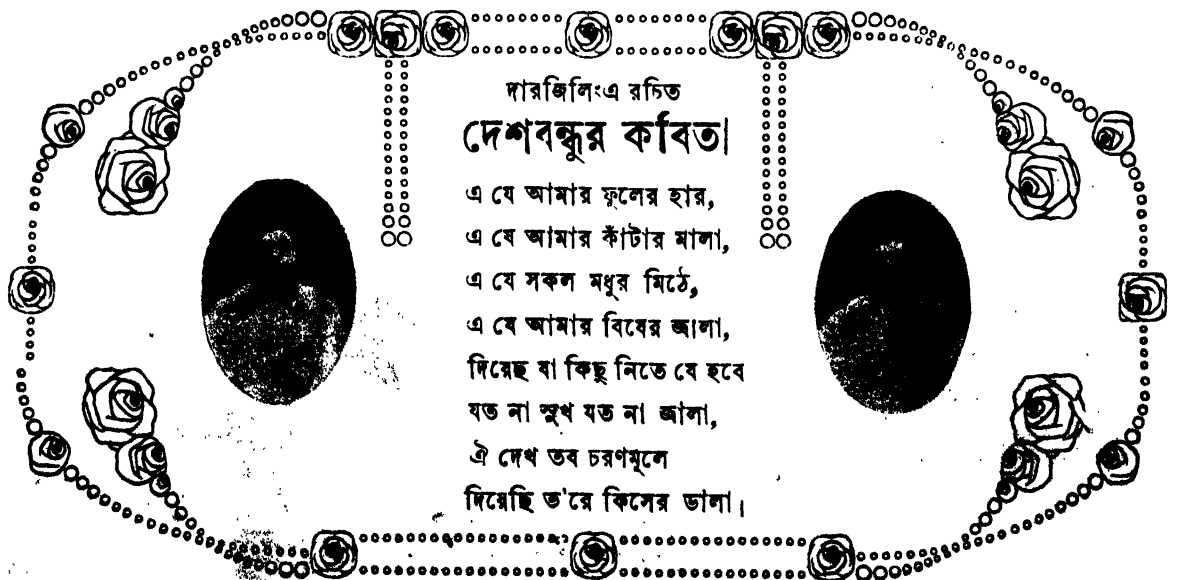 দারজিলিংএ রচিত
দেশবন্ধুর কবিতা
এ যে আমার ফুলের হার,
এ যে আমার কাঁটার মালা,
এ যে সকল মধুর মিঠে,
এ যে আমার বিষের জালা,
দিয়েছ যা কিছু নিতে যে হবে
যত না সুখ যত না জালা,
ঐ দেখ তব চরণমূলে
দিয়েছি ত'রে কিসের ডালা।